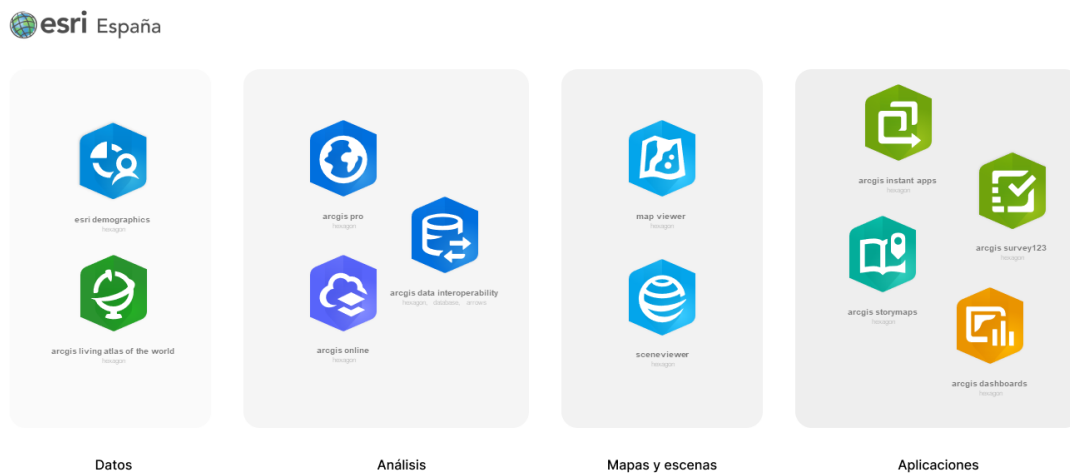 esri España
esri demographics
hexagon
arcgis living atlas of the world
hexagon
arcgis pro
hexagon
arcgis data interoperability
hexagon, database, arrows
arcgis online
hexagon
map viewer
hexagon
sceneviewer
hexagon
arcgis instant apps
hexagon
arcgis survey123
hexagon
arcgis storymaps
hexagon
arcgis dashboards
hexagon
Datos
Análisis
Mapas y escenas
Aplicaciones